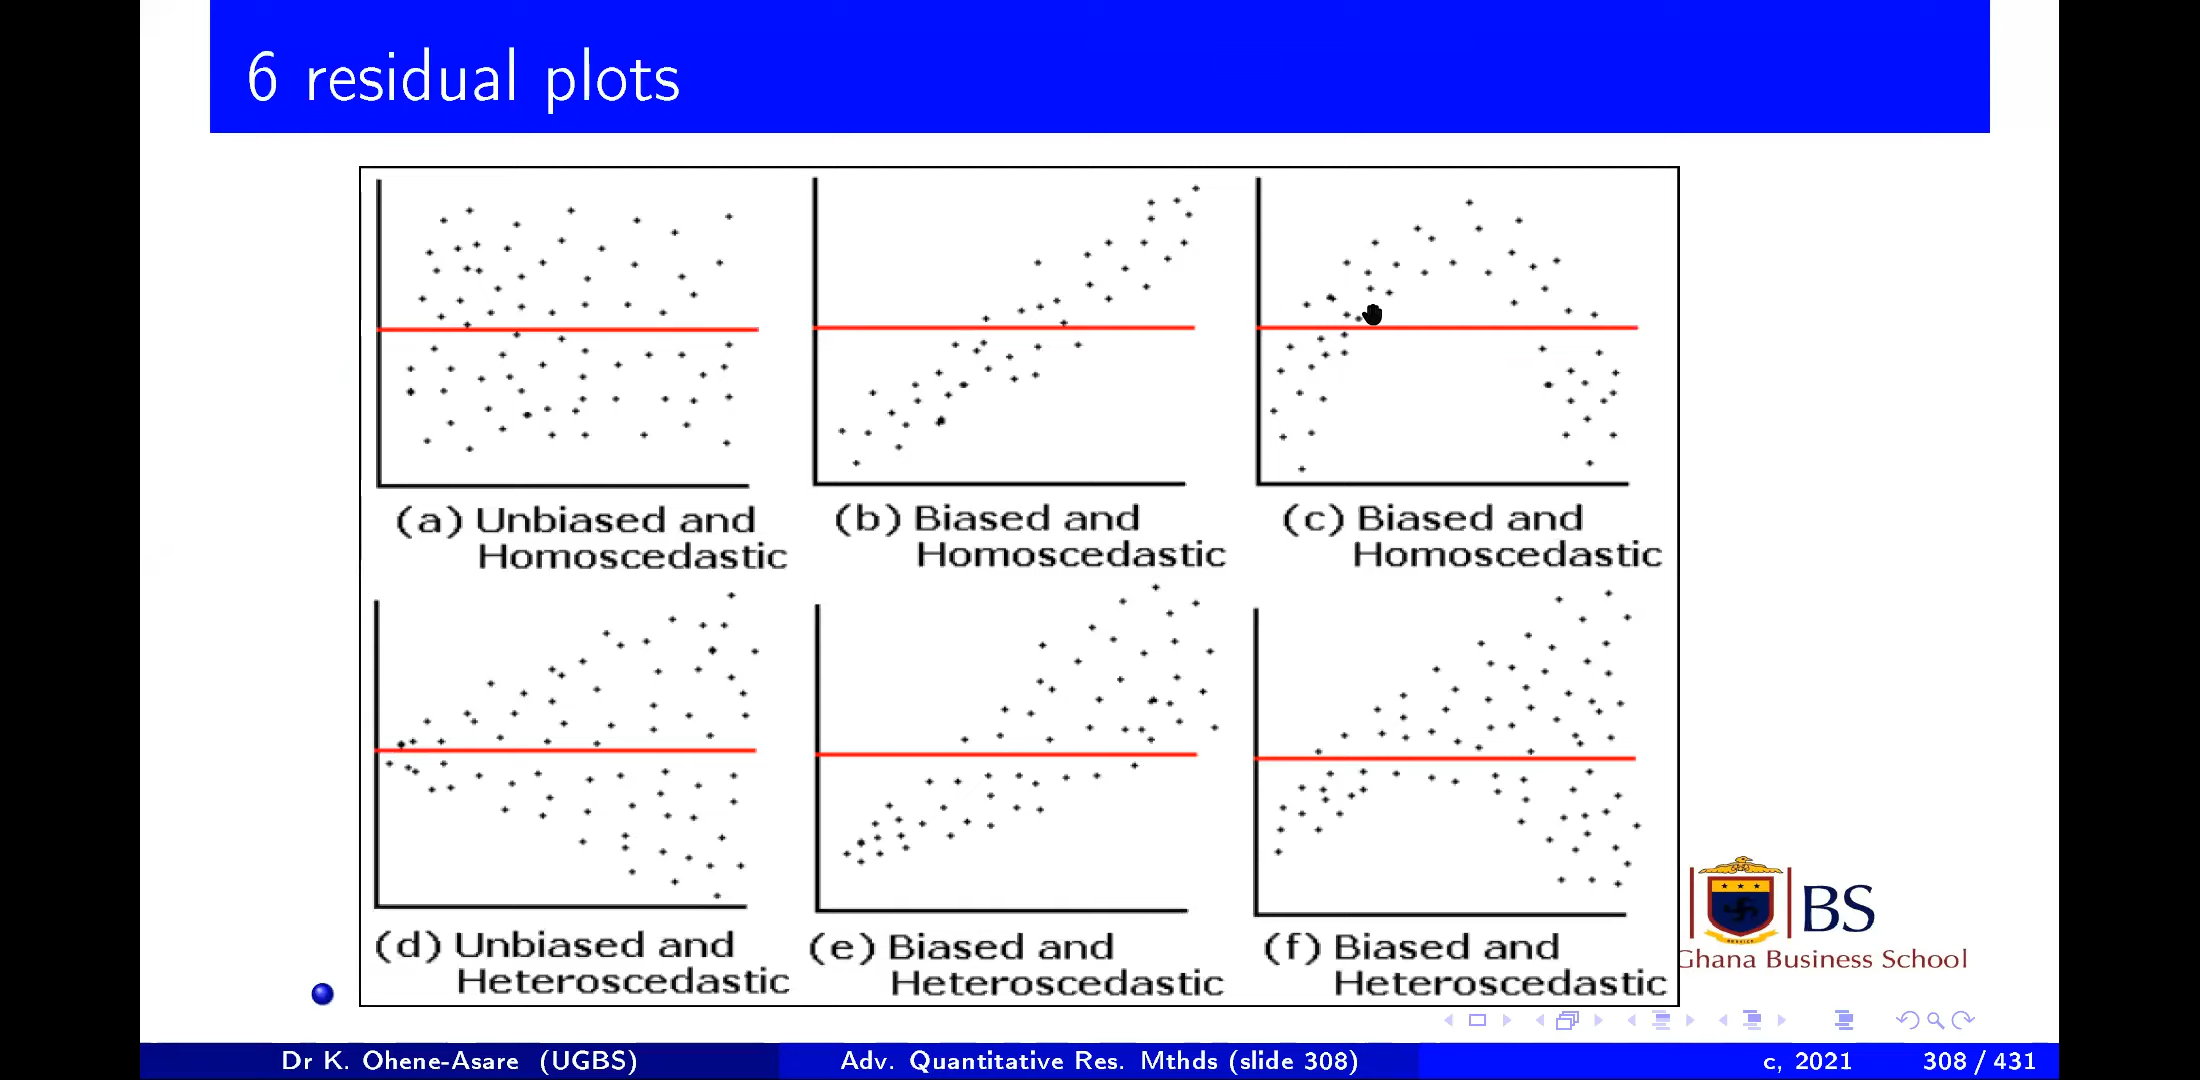 6 residual plots
(a) Unbiased and
Homoscedastic
(b) Biased and
Homoscedastic
(c) Biased and
Homoscedastic
(d) Unbiased and
Heteroscedastic
(e) Biased and
Heteroscedastic
(f) Biased and
Heteroscedastic
BS
Ghana Business School
Dr K. Ohene-Asare (UGBS)
Adv. Quantitative Res. Mthds (slide 308)
c, 2021
308 / 431